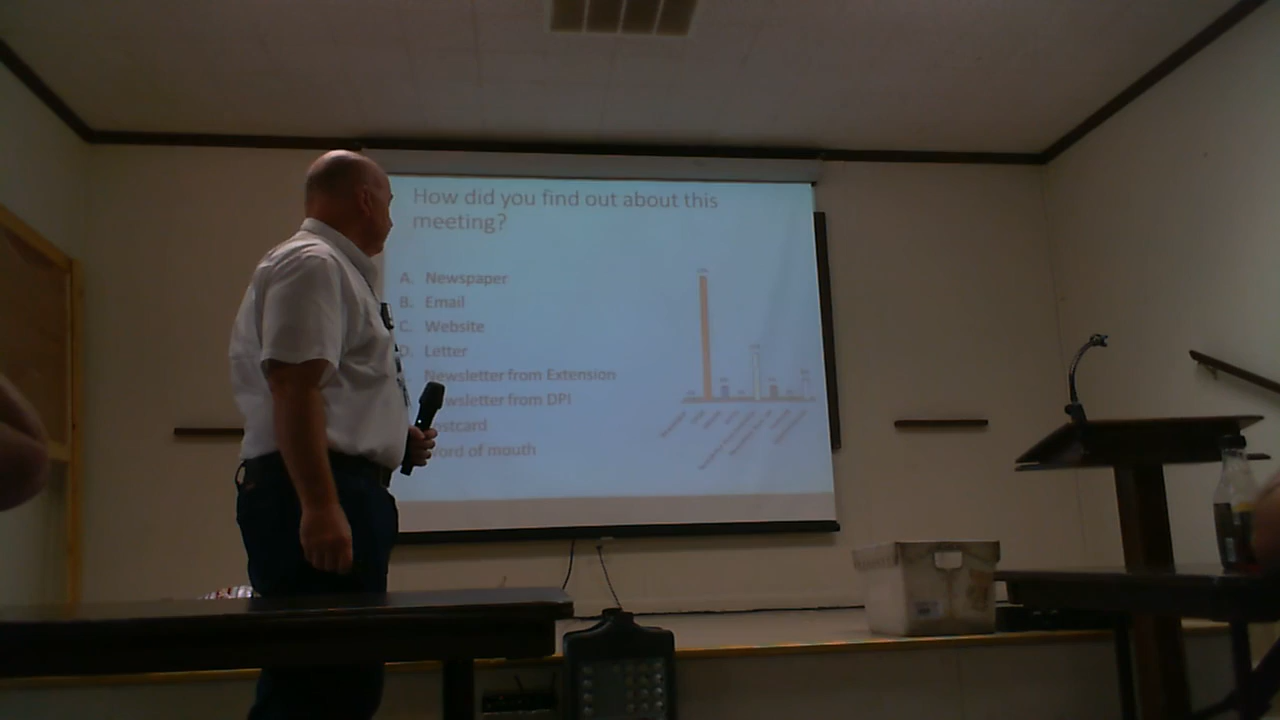 How did you find out about this
meeting?
A. Newspaper
B. Email
C. Website
D. Letter
Newsletter from Extension
wsletter from DPI
stcard
Word of mouth